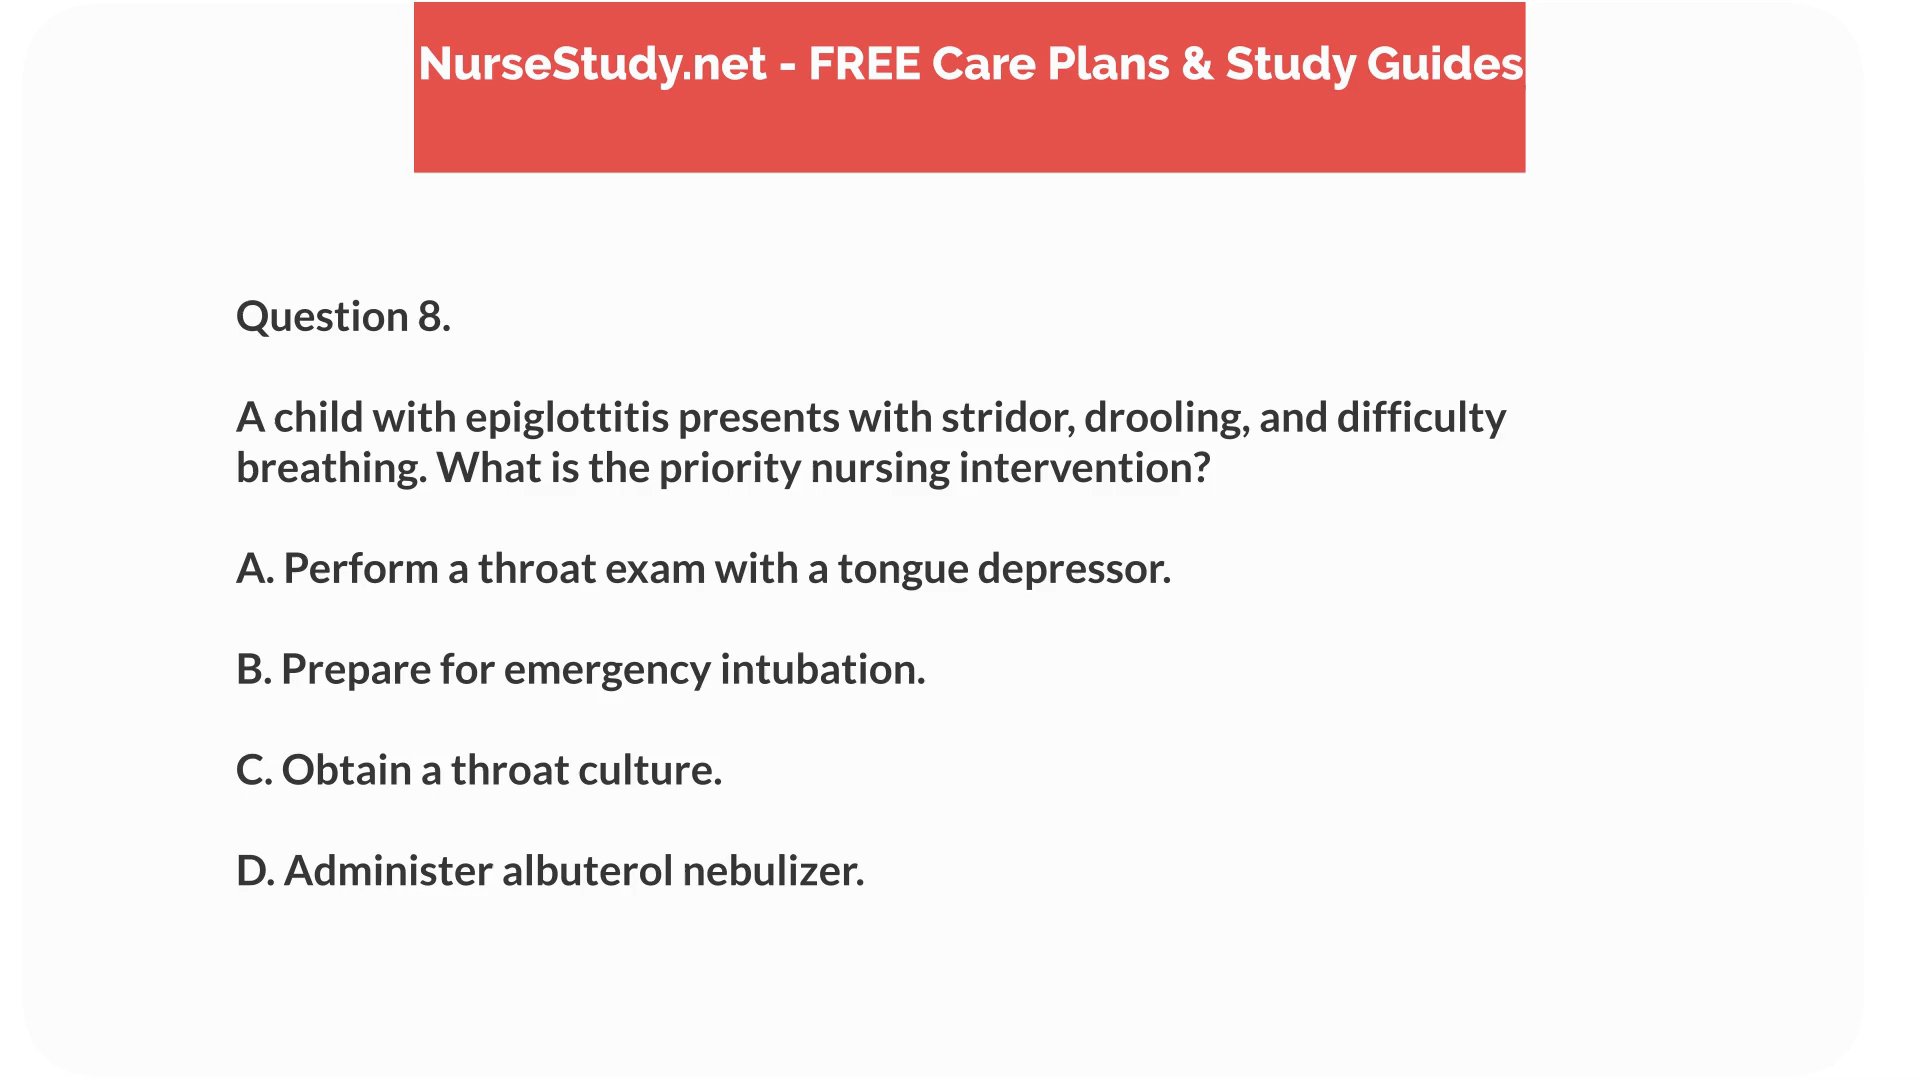 NurseStudy.net - FREE Care Plans & Study Guides
Question 8.
A child with epiglottitis presents with stridor, drooling, and difficulty
breathing. What is the priority nursing intervention?
A. Perform a throat exam with a tongue depressor.
B. Prepare for emergency intubation.
C. Obtain a throat culture.
D. Administer albuterol nebulizer.